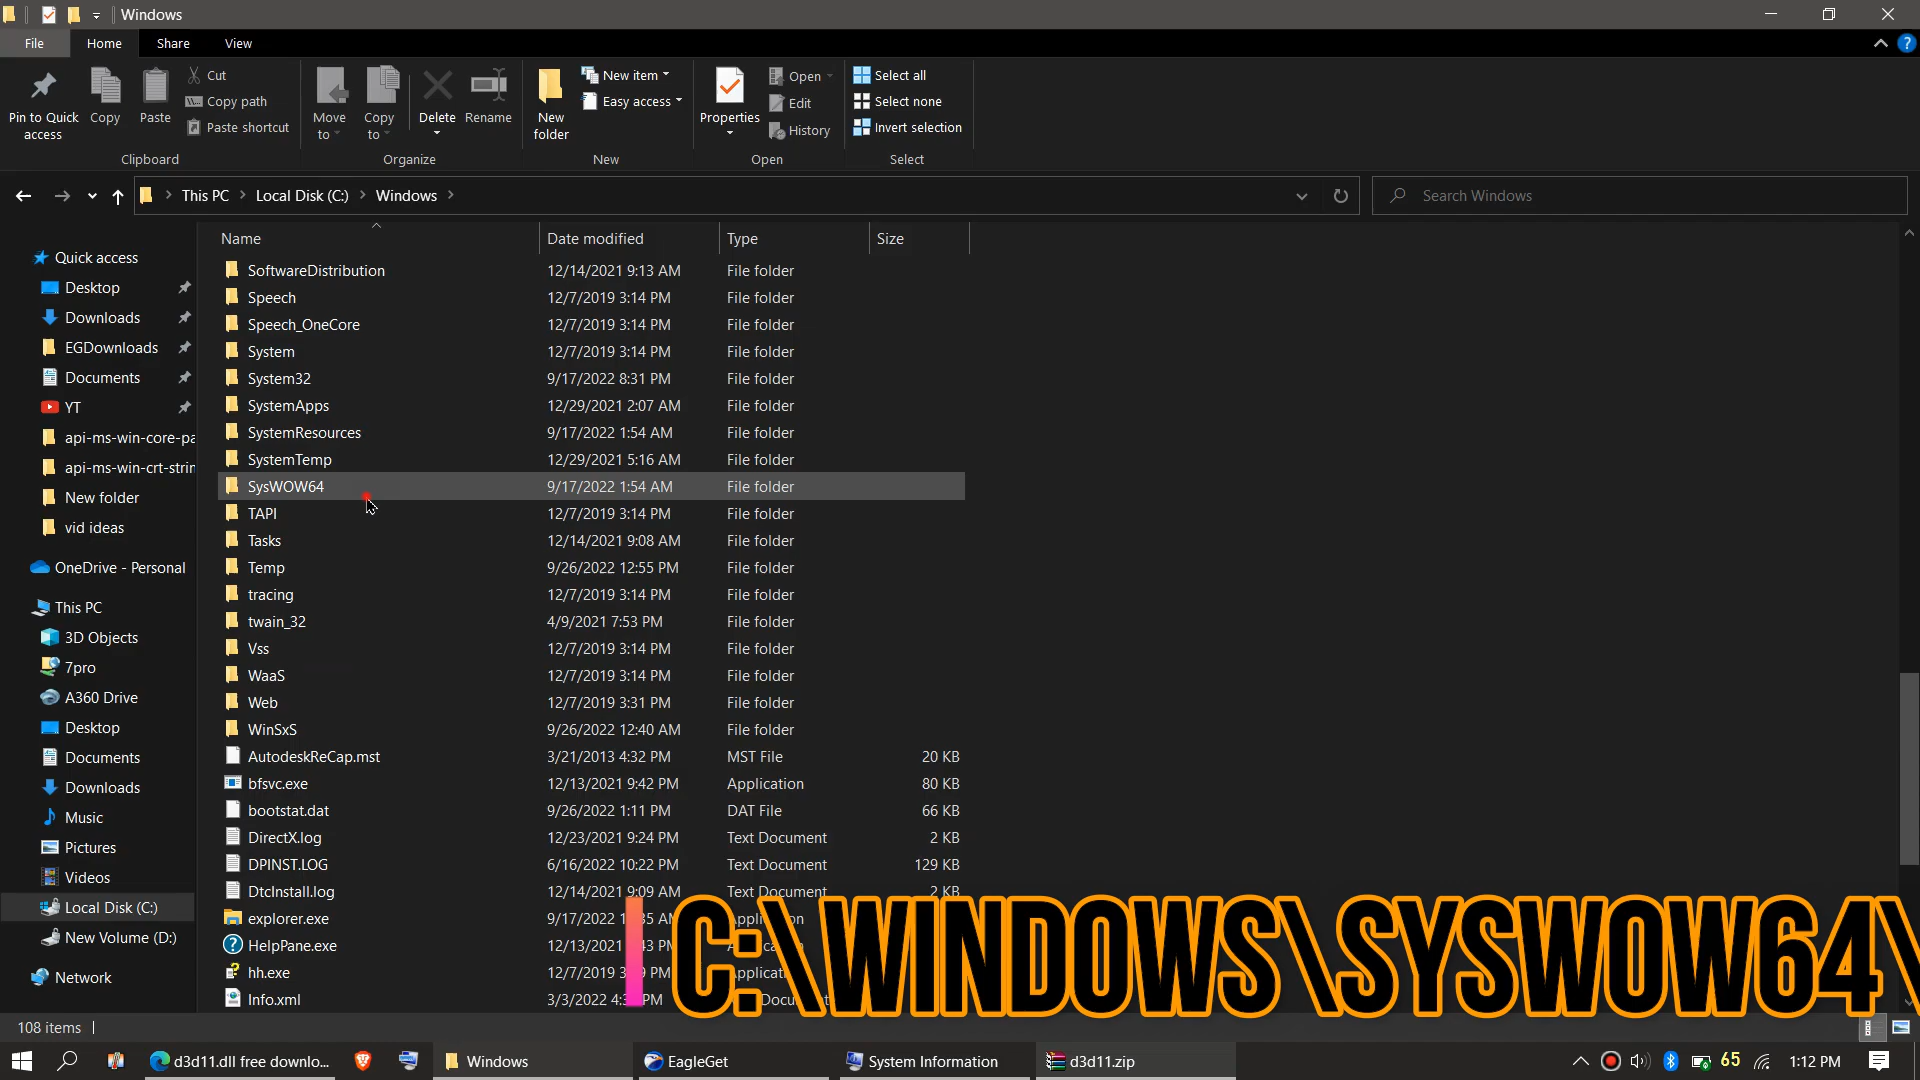 Windows
File Home Share View
Pin to Quick access
Copy
Paste
Cut
Copy path
Paste shortcut
Clipboard
Move to
Copy to
Delete
Rename
Organize
New folder
New item
Easy access
New
Properties
Open
Edit
History
Open
Select all
Select none
Invert selection
Select
This PC Local Disk (C:) Windows
Search Windows
Quick access
Desktop
Downloads
EGDownloads
Documents
YT
api-ms-win-core-pa
api-ms-win-crt-strin
New folder
vid ideas
OneDrive - Personal
This PC
3D Objects
7pro
A360 Drive
Desktop
Documents
Downloads
Music
Pictures
Videos
Local Disk (C:)
New Volume (D:)
Network
Name Date modified Type Size
SoftwareDistribution 12/14/2021 9:13 AM File folder
Speech 12/7/2019 3:14 PM File folder
Speech_OneCore 12/7/2019 3:14 PM File folder
System 12/7/2019 3:14 PM File folder
System32 9/17/2022 8:31 PM File folder
SystemApps 12/29/2021 2:07 AM File folder
SystemResources 9/17/2022 1:54 AM File folder
SystemTemp 12/29/2021 5:16 AM File folder
SysWOW64 9/17/2022 1:54 AM File folder
TAPI 12/7/2019 3:14 PM File folder
Tasks 12/14/2021 9:08 AM File folder
Temp 9/26/2022 12:55 PM File folder
tracing 12/7/2019 3:14 PM File folder
twain_32 4/9/2021 7:53 PM File folder
Vss 12/7/2019 3:14 PM File folder
WaaS 12/7/2019 3:14 PM File folder
Web 12/7/2019 3:31 PM File folder
WinSxS 9/26/2022 12:40 AM File folder
AutodeskReCap.mst 3/21/2013 4:32 PM MST File 20 KB
bfsvc.exe 12/13/2021 9:42 PM Application 80 KB
bootstat.dat 9/26/2022 1:11 PM DAT File 66 KB
DirectX.log 12/23/2021 9:24 PM Text Document 2 KB
DPINST.LOG 6/16/2022 10:22 PM Text Document 129 KB
DtcInstall.log 12/14/2021 9:09 AM Text Document 2 KB
explorer.exe 9/17/2022
HelpPane.exe 12/13/2021
hh.exe 12/7/2019
Info.xml 3/3/2022
C:\WINDOWS\SYSWOW64\
108 items
d3d11.dll free downlo...
Windows
EagleGet
System Information
d3d11.zip
65
1:12 PM